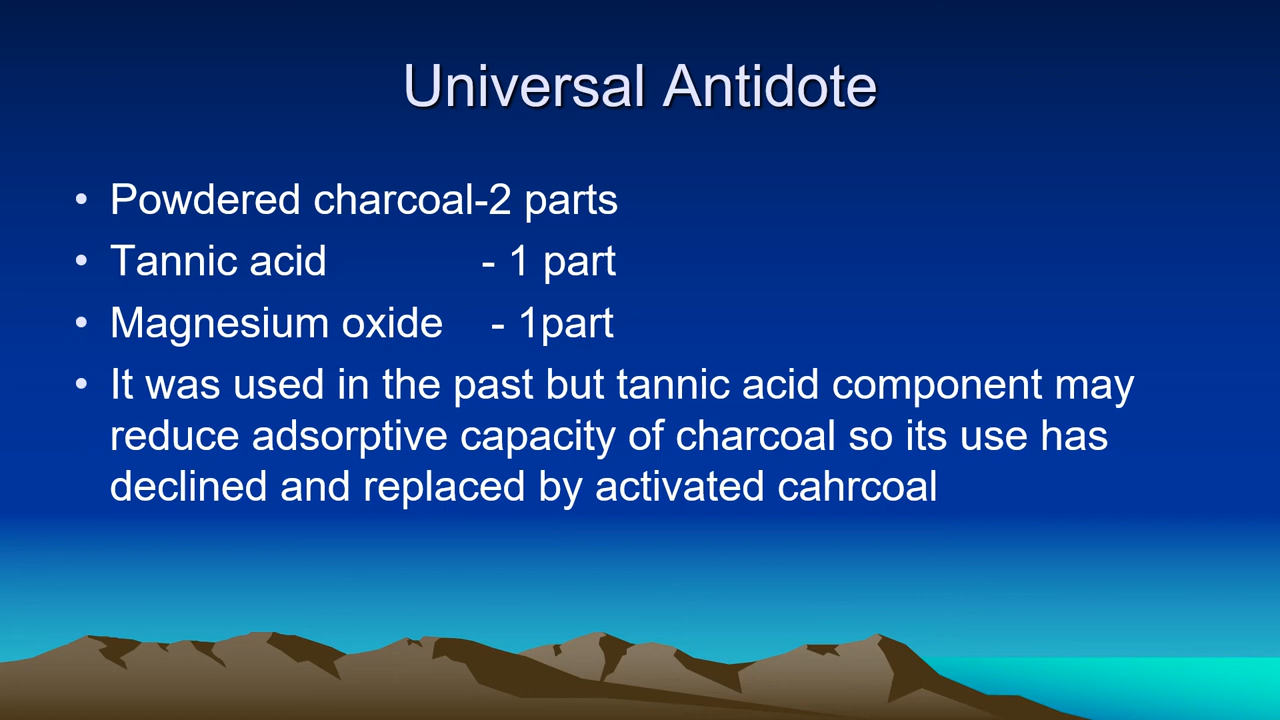 Universal Antidote
• Powdered charcoal-2 parts
• Tannic acid - 1 part
• Magnesium oxide - 1part
• It was used in the past but tannic acid component may
reduce adsorptive capacity of charcoal so its use has
declined and replaced by activated cahrcoal